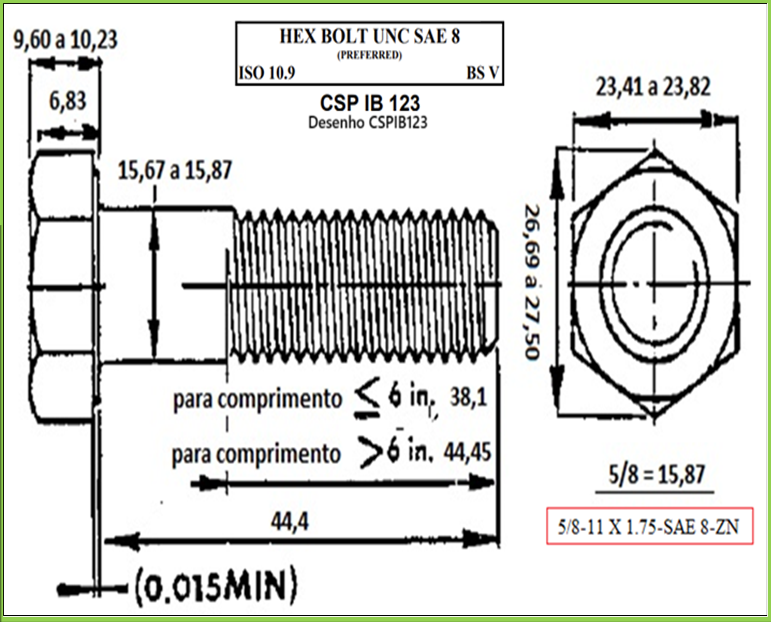 9,60 a 10,23
HEX BOLT UNC SAE 8
(PREFERRED)
ISO 10.9 BS V
CSP IB 123
Desenho CSPIB123
6,83
23,41 a 23,82
15,67 a 15,87
26,69 a 27,50
para comprimento ≤ 6 in, 38,1
para comprimento >6 in. 44,45
5/8 = 15,87
44,4
5/8-11 X 1.75-SAE 8-ZN
(0.015MIN)